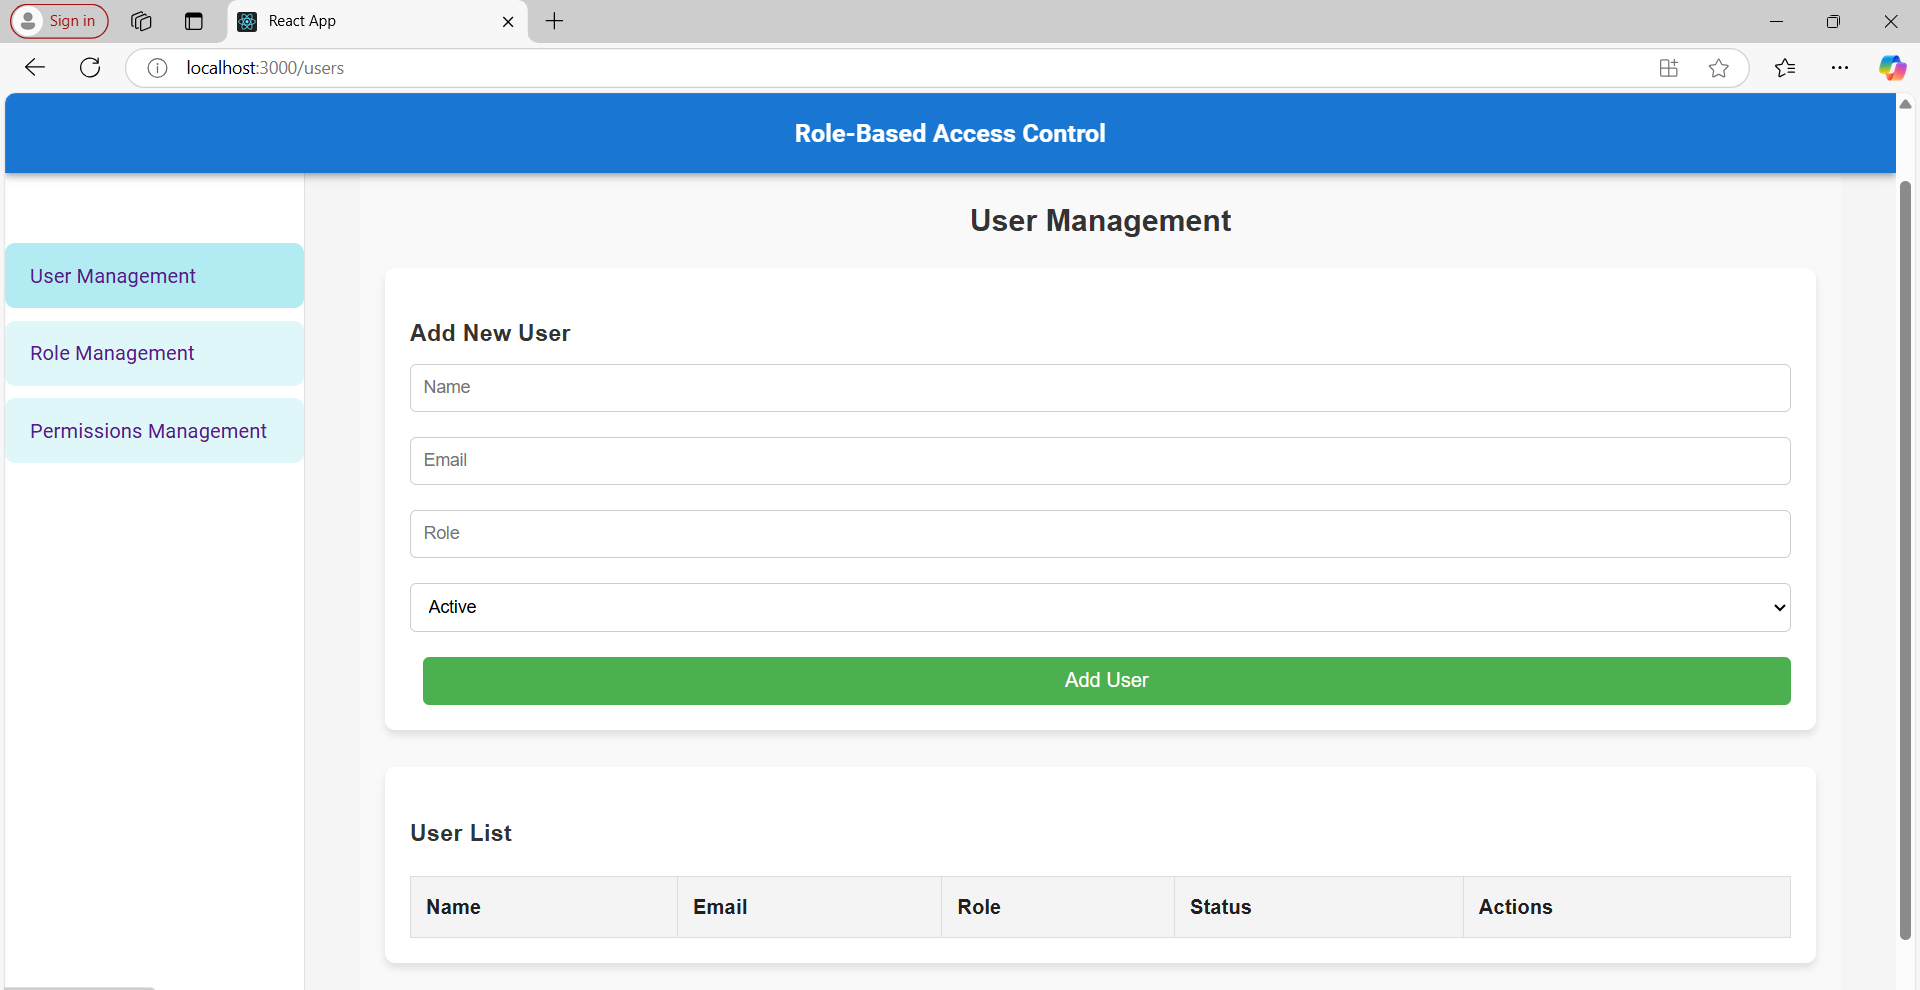 Sign in
React App
localhost:3000/users
Role-Based Access Control
User Management
Role Management
Permissions Management
User Management
Add New User
Name
Email
Role
Active
Add User
User List
Name Email Role Status Actions